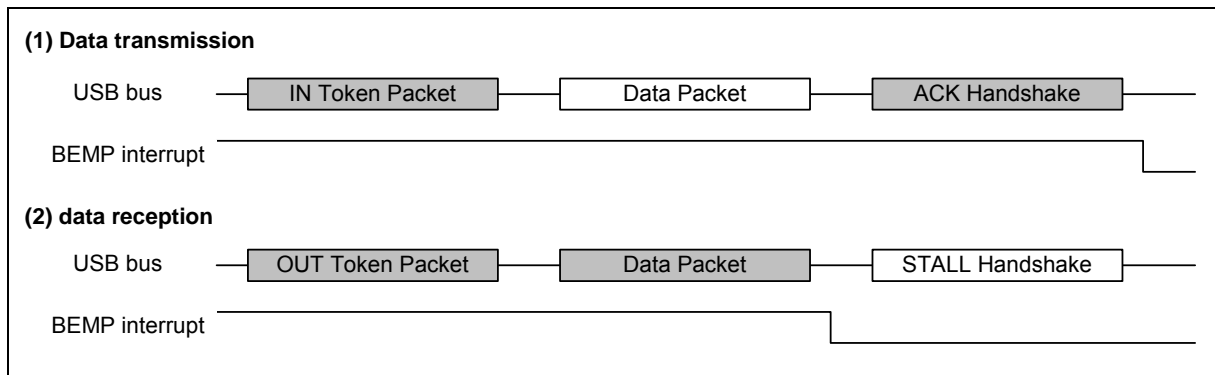 (1) Data transmission
USB bus IN Token Packet Data Packet ACK Handshake
BEMP interrupt
(2) data reception
USB bus OUT Token Packet Data Packet STALL Handshake
BEMP interrupt